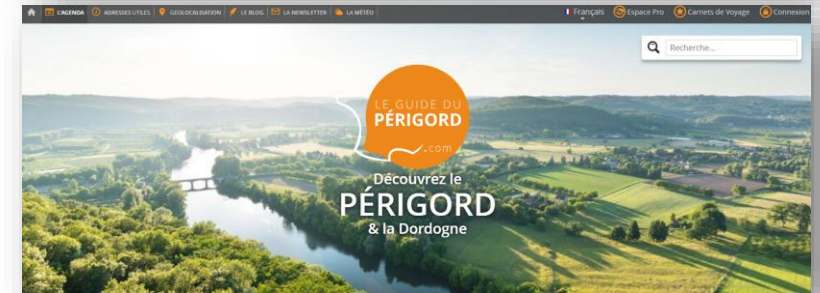 L'AGENDA ADRESSES UTILES GEOLOCALISATION LE BLOG LA NEWSLETTER LA MÉTÉO Français Espace Pro Carnets de Voyage Connexion
Recherche...
LE GUIDE DU
PÉRIGORD
.com
Découvrez le
PÉRIGORD
& la Dordogne